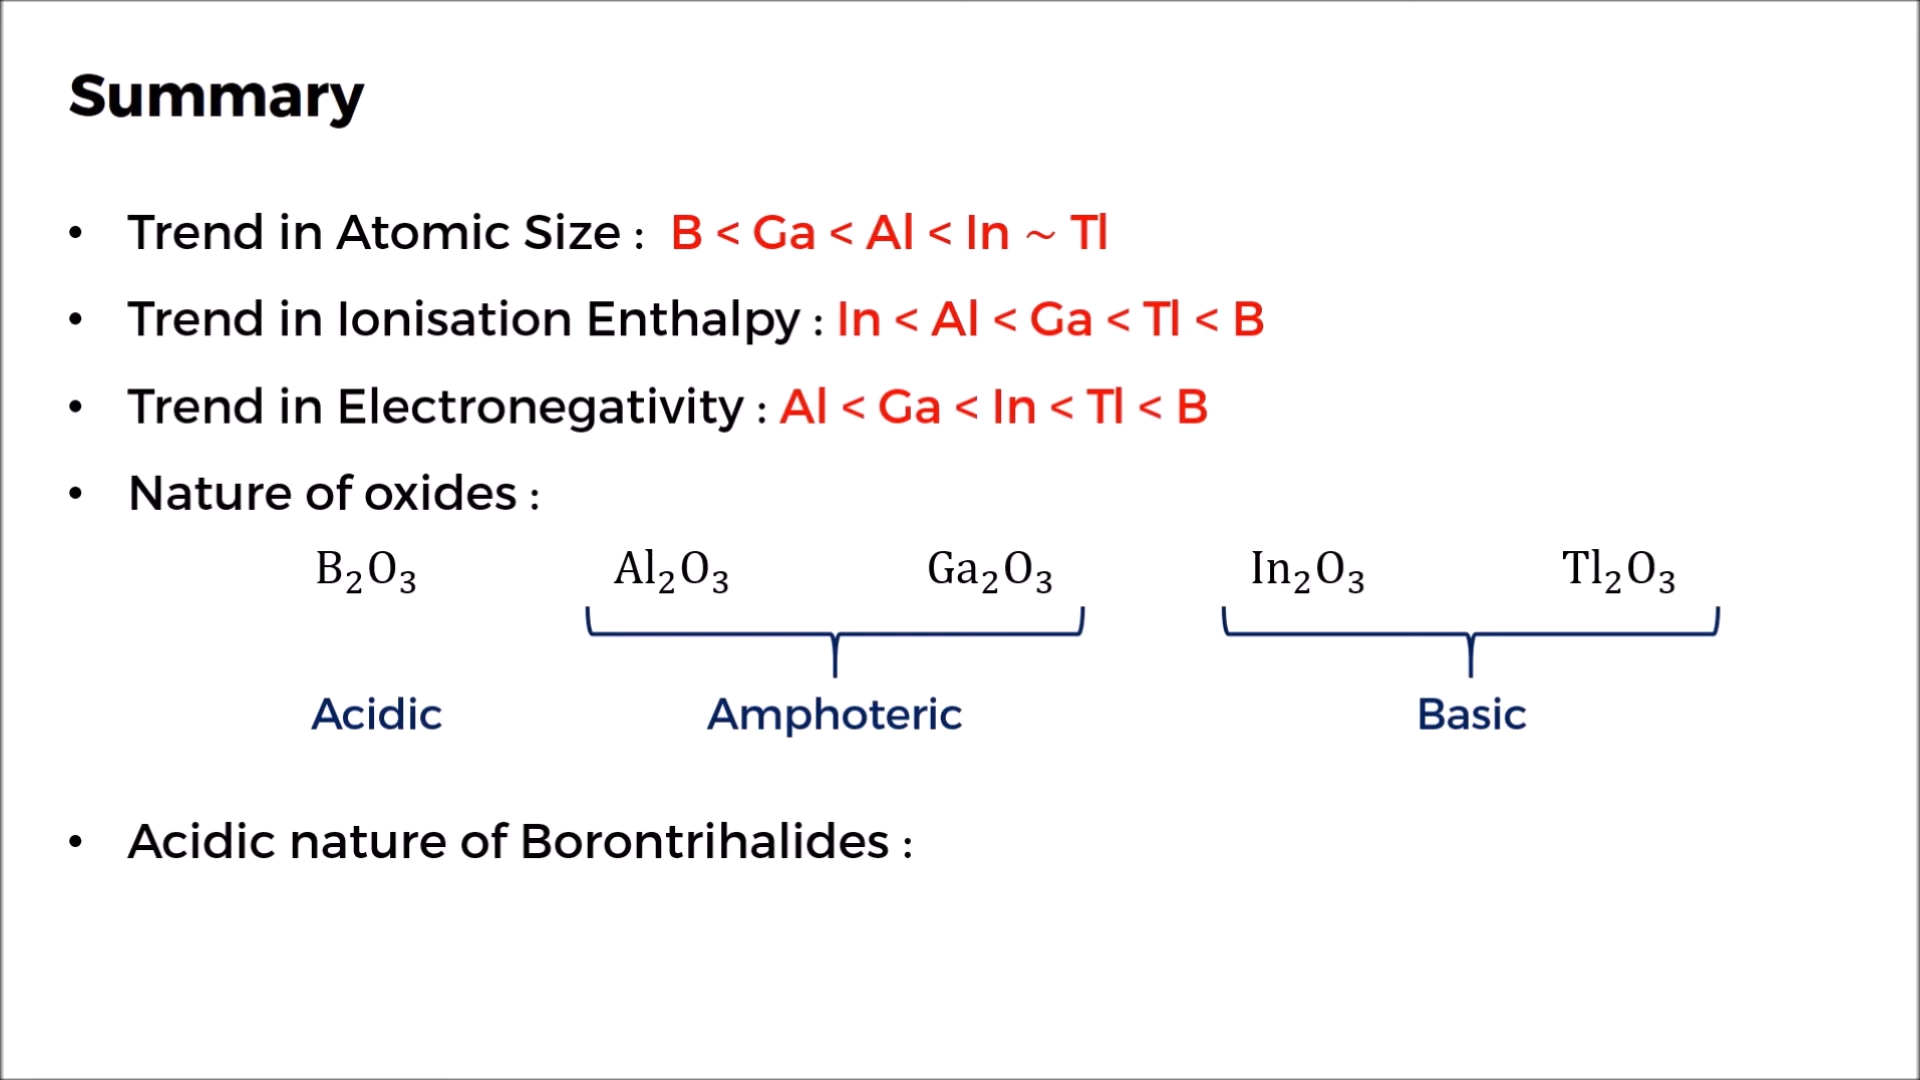 Summary
• Trend in Atomic Size : B < Ga < Al < In ~ Tl
• Trend in Ionisation Enthalpy : In < Al < Ga < Tl < B
• Trend in Electronegativity : Al < Ga < In < Tl < B
• Nature of oxides :
B₂O₃ Al₂O₃ Ga₂O₃ In₂O₃ Tl₂O₃
Acidic Amphoteric Basic
• Acidic nature of Borontrihalides :